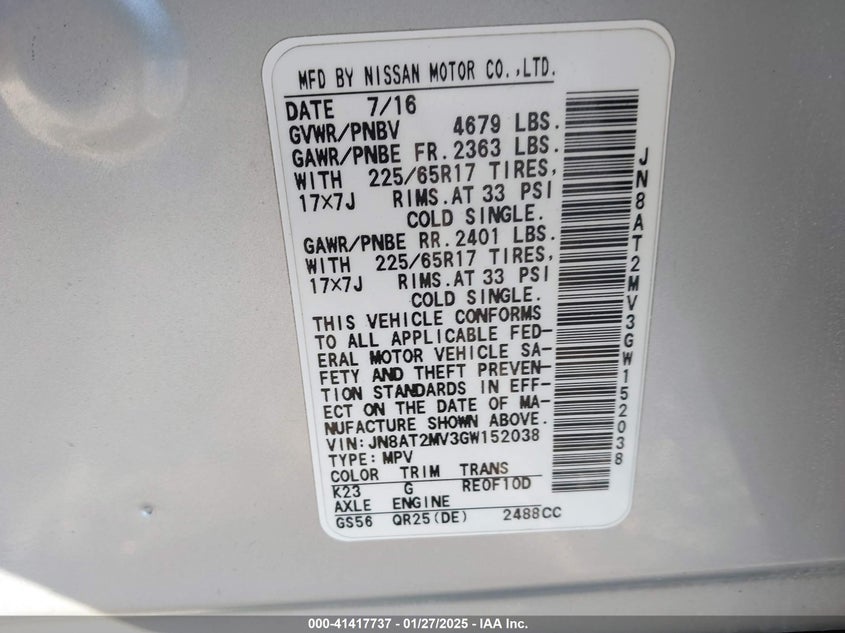 MFD BY NISSAN MOTOR CO.,LTD.
DATE 7/16
GVWR/PNBV 4679 LBS.
GAWR/PNBE FR. 2363 LBS.
WITH 225/65R17 TIRES,
17×7J RIMS. AT 33 PSI
COLD SINGLE.
GAWR/PNBE RR. 2401 LBS.
WITH 225/65R17 TIRES,
17×7J RIMS. AT 33 PSI
COLD SINGLE.
THIS VEHICLE CONFORMS
TO ALL APPLICABLE FED-
ERAL MOTOR VEHICLE SA-
FETY AND THEFT PREVEN-
TION STANDARDS IN EFF-
ECT ON THE DATE OF MA-
NUFACTURE SHOWN ABOVE.
VIN:JN8AT2MV3GW152038
TYPE:MPV
COLOR TRIM TRANS
K23 G REOF10D
AXLE ENGINE
GS56 QR25(DE) 2488CC
JN8AT2MV3GW152038
000-41417737 - 01/27/2025 - IAA Inc.